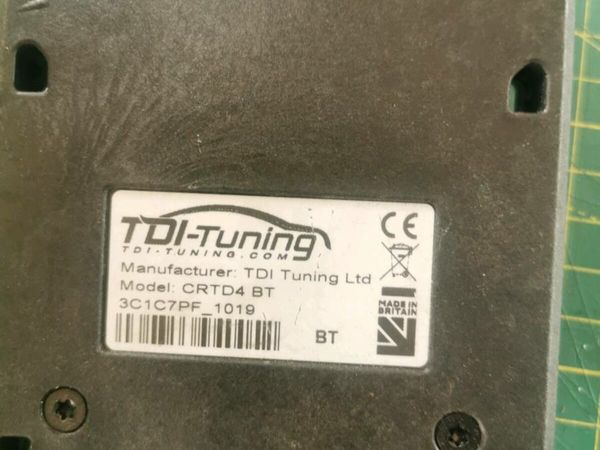 TDI-Tuning
TDI-TUNING.COM
Manufacturer: TDI Tuning Ltd
Model: CRTD4 BT
3C1C7PF_1019
BT
CE
MADE IN
BRITAIN